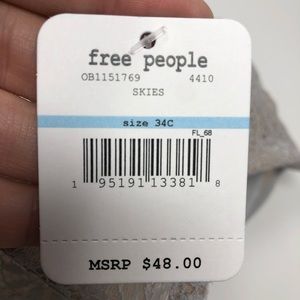 free people
OB1151769 4410
SKIES
size 34C
FL_68
1 95191 13381 8
MSRP $48.00